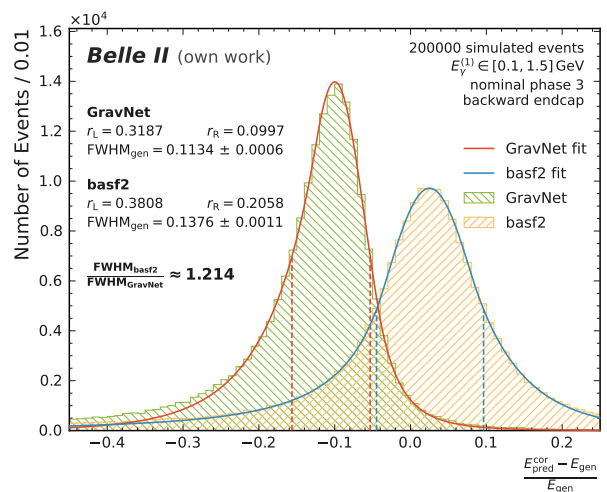 ×10⁴
Belle II (own work)
200000 simulated events
E_γ^(1) ∈ [0.1, 1.5] GeV
nominal phase 3
backward endcap
GravNet
r_L = 0.3187 r_R = 0.0997
FWHM_gen = 0.1134 ± 0.0006
basf2
r_L = 0.3808 r_R = 0.2058
FWHM_gen = 0.1376 ± 0.0011
FWHM_basf2 / FWHM_GravNet ≈ 1.214
GravNet fit
basf2 fit
GravNet
basf2
Number of Events / 0.01
1.6
1.4
1.2
1.0
0.8
0.6
0.4
0.2
0.0
−0.4 −0.3 −0.2 −0.1 0.0 0.1 0.2
E_pred^cor − E_gen
E_gen